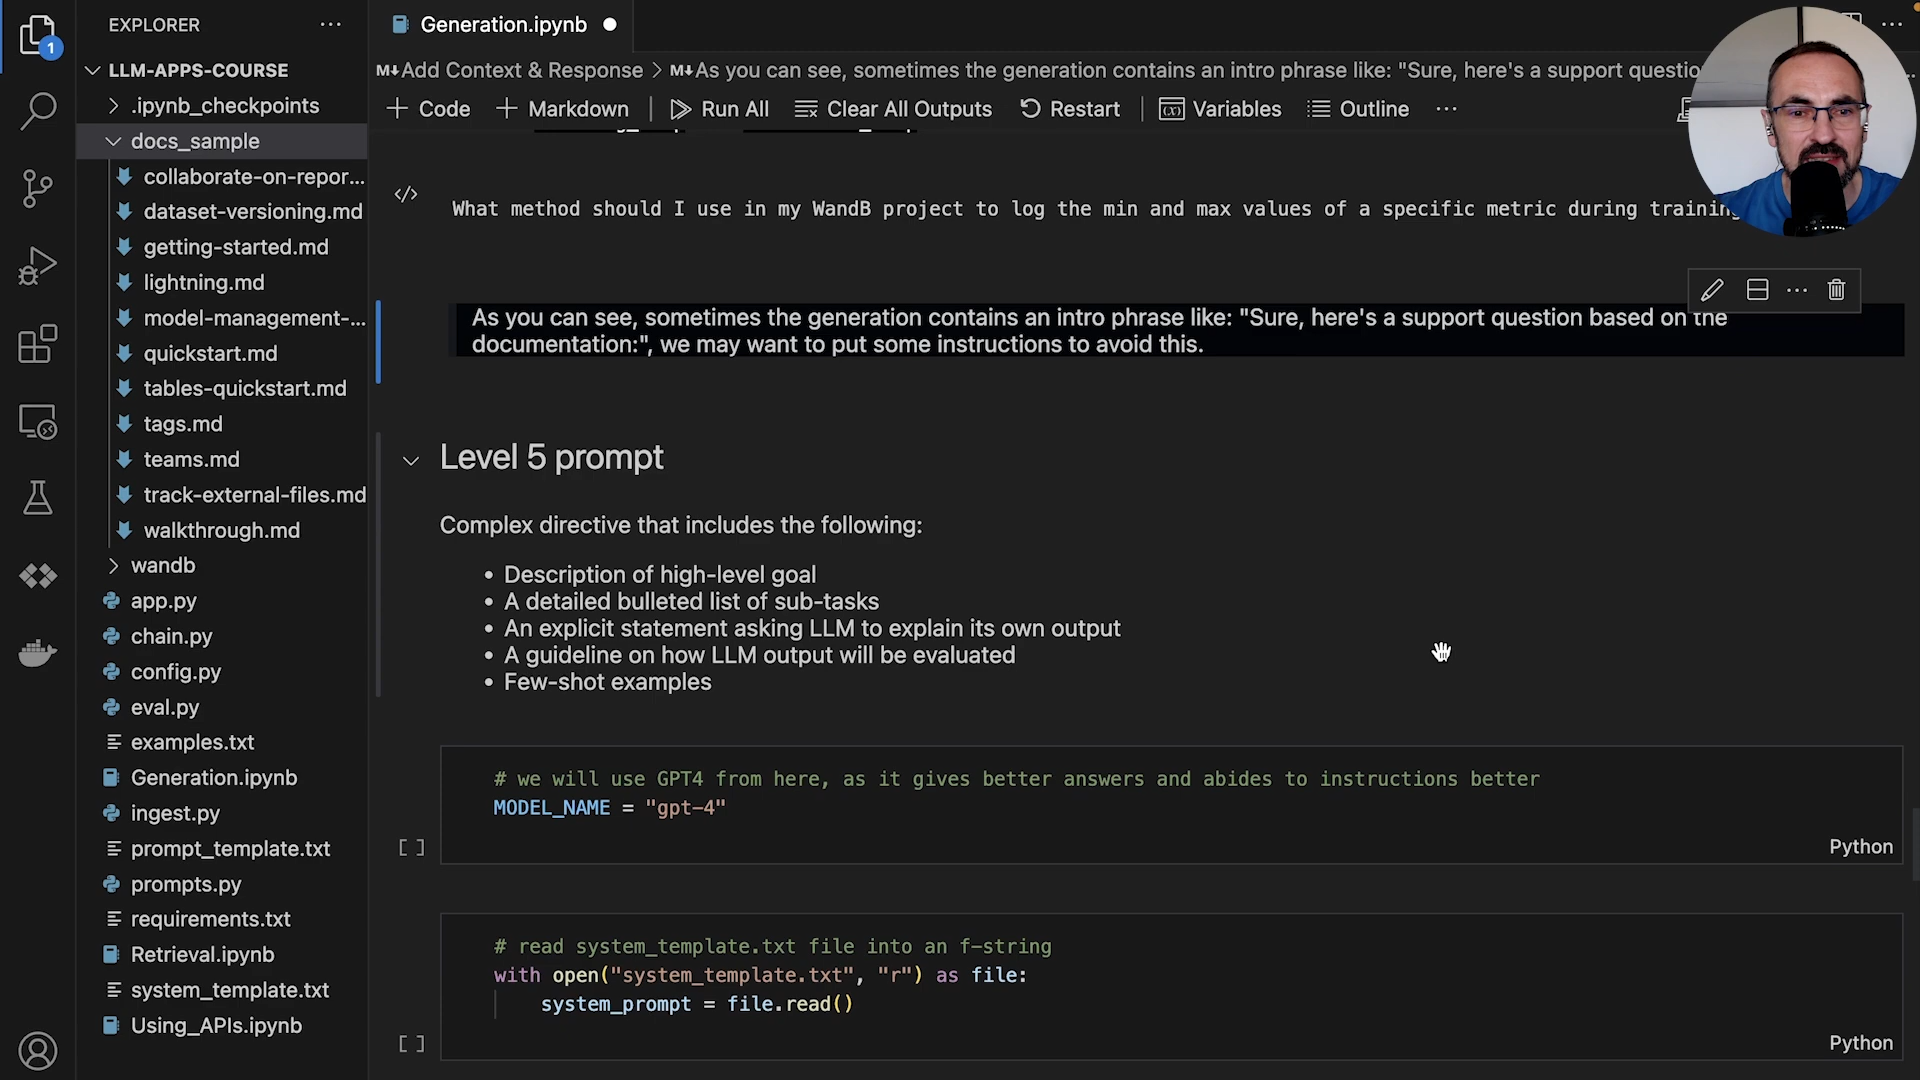 EXPLORER
Generation.ipynb
1
LLM-APPS-COURSE
Add Context & Response > As you can see, sometimes the generation contains an intro phrase like: "Sure, here's a support questio
.ipynb_checkpoints
Code
Markdown
Run All
Clear All Outputs
Restart
Variables
Outline
docs_sample
collaborate-on-repor...
dataset-versioning.md
What method should I use in my WandB project to log the min and max values of a specific metric during training
getting-started.md
lightning.md
model-management-...
As you can see, sometimes the generation contains an intro phrase like: "Sure, here's a support question based on the
documentation:", we may want to put some instructions to avoid this.
quickstart.md
tables-quickstart.md
tags.md
teams.md
Level 5 prompt
track-external-files.md
walkthrough.md
Complex directive that includes the following:
wandb
• Description of high-level goal
app.py
• A detailed bulleted list of sub-tasks
chain.py
• An explicit statement asking LLM to explain its own output
config.py
• A guideline on how LLM output will be evaluated
• Few-shot examples
eval.py
examples.txt
Generation.ipynb
# we will use GPT4 from here, as it gives better answers and abides to instructions better
MODEL_NAME = "gpt-4"
ingest.py
prompt_template.txt
[ ]
Python
prompts.py
requirements.txt
Retrieval.ipynb
# read system_template.txt file into an f-string
with open("system_template.txt", "r") as file:
system_template.txt
system_prompt = file.read()
Using_APIs.ipynb
[ ]
Python